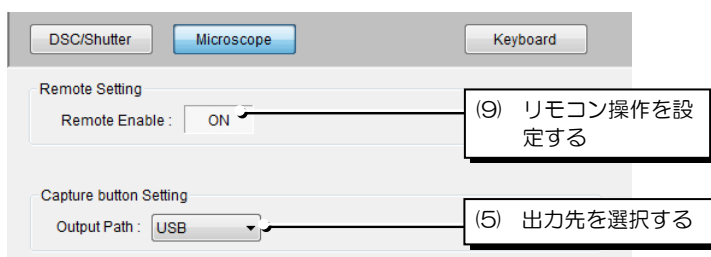 DSC/Shutter Microscope Keyboard
Remote Setting
Remote Enable : ON
(9) リモコン操作を設
定する
Capture button Setting
Output Path : USB
(5) 出力先を選択する